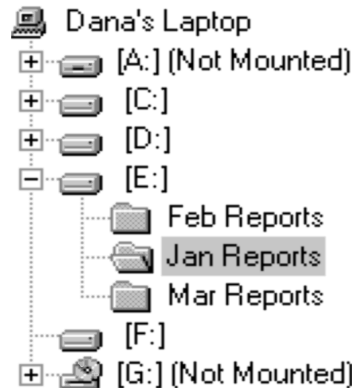 Dana's Laptop
[A:] (Not Mounted)
[C:]
[D:]
[E:]
Feb Reports
Jan Reports
Mar Reports
[F:]
[G:] (Not Mounted)